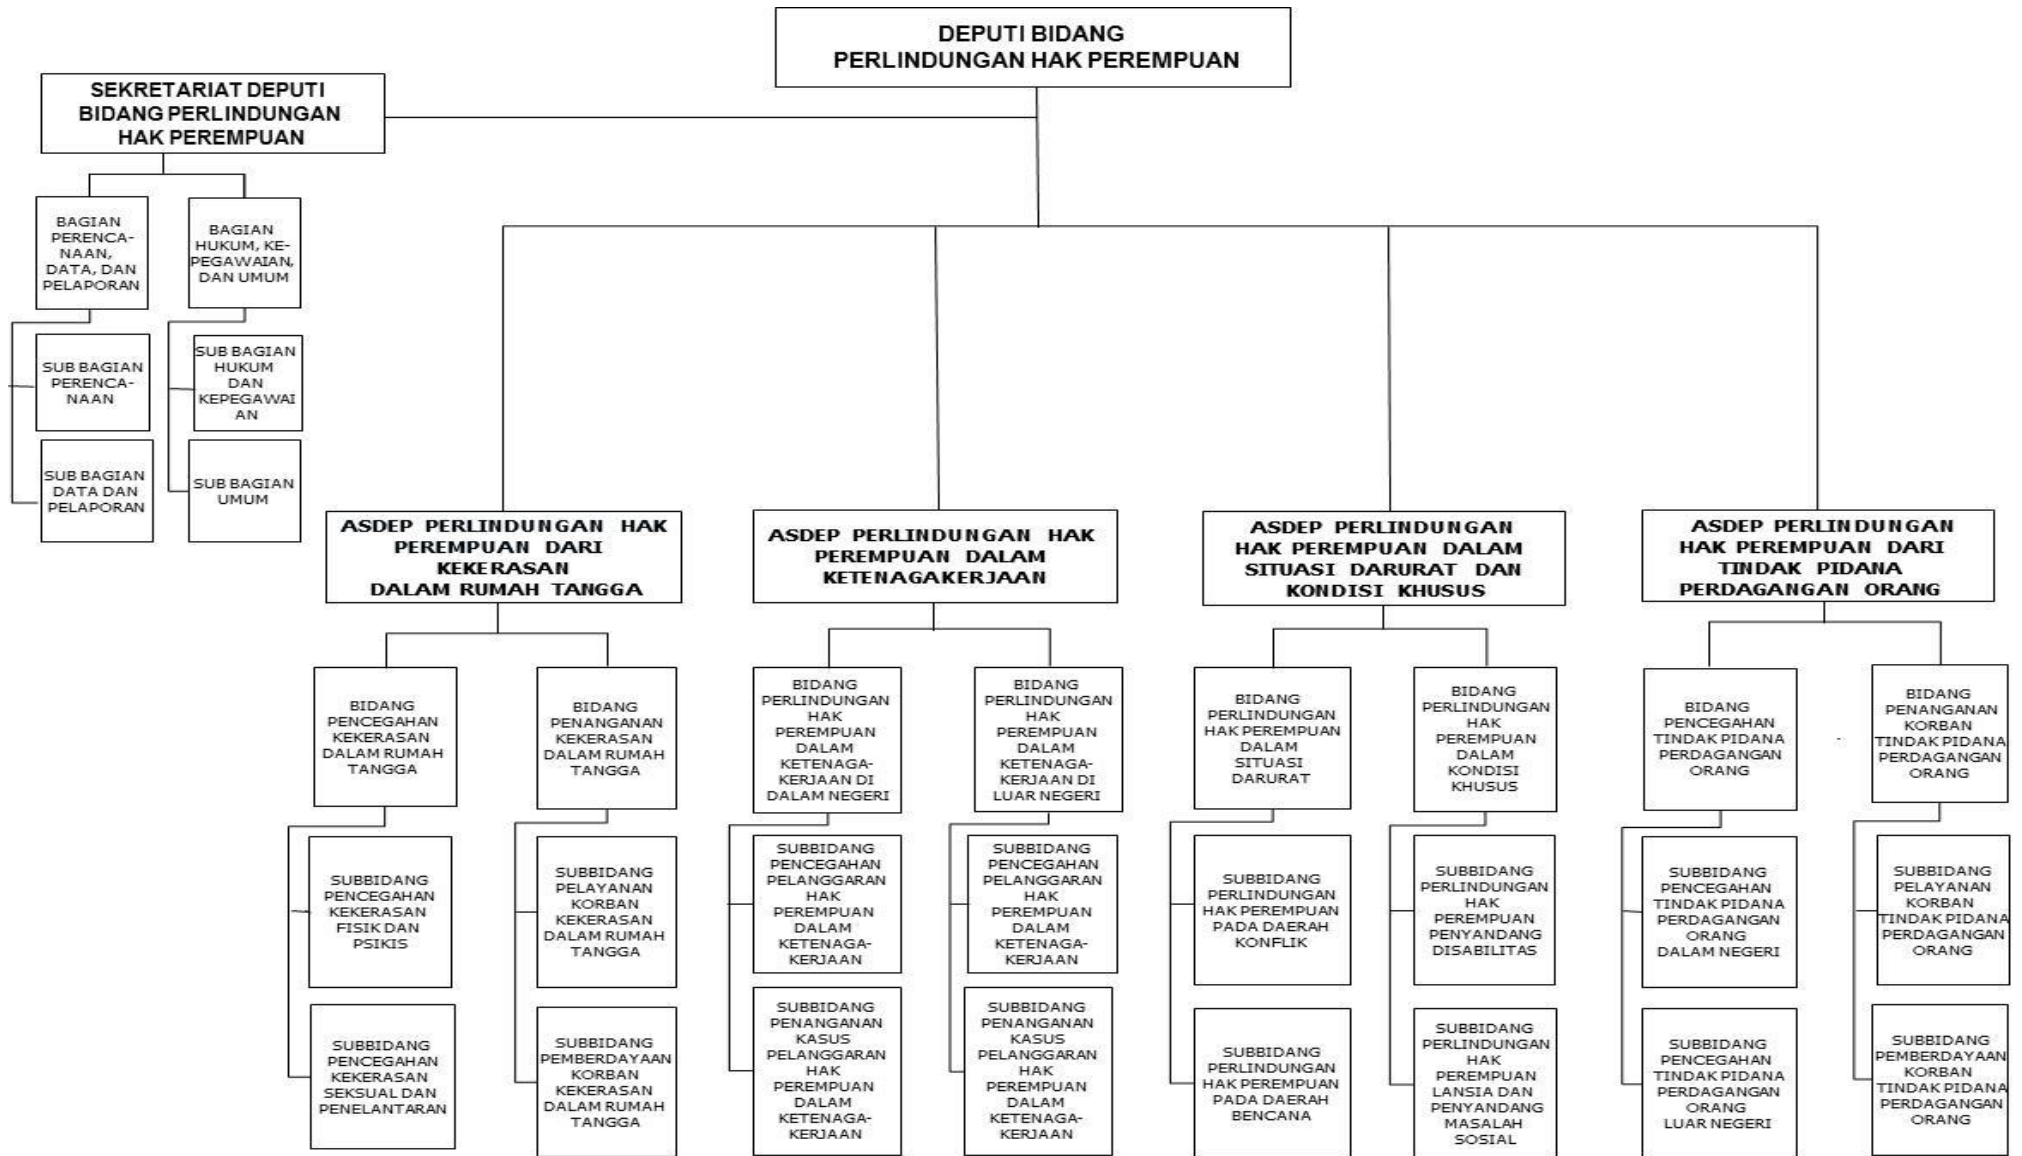 DEPUTI BIDANG
PERLINDUNGAN HAK PEREMPUAN
SEKRETARIAT DEPUTI
BIDANG PERLINDUNGAN
HAK PEREMPUAN
BAGIAN
PERENCA-
NAAN,
DATA, DAN
PELAPORAN
BAGIAN
HUKUM, KE-
PEGAWAIAN,
DAN UMUM
SUB BAGIAN
PERENCA-
NAAN
SUB BAGIAN
HUKUM
DAN
KEPEGAWAI
AN
SUB BAGIAN
DATA DAN
PELAPORAN
SUB BAGIAN
UMUM
ASDEP PERLINDUNGAN HAK
PEREMPUAN DARI
KEKERASAN
DALAM RUMAH TANGGA
ASDEP PERLINDUNGAN HAK
PEREMPUAN DALAM
KETENAGAKERJAAN
ASDEP PERLINDUNGAN
HAK PEREMPUAN DALAM
SITUASI DARURAT DAN
KONDISI KHUSUS
ASDEP PERLINDUNGAN
HAK PEREMPUAN DARI
TINDAK PIDANA
PERDAGANGAN ORANG
BIDANG
PENCEGAHAN
KEKERASAN
DALAM RUMAH
TANGGA
BIDANG
PENANGANAN
KEKERASAN
DALAM RUMAH
TANGGA
BIDANG
PERLINDUNGAN
HAK
PEREMPUAN
DALAM
KETENAGA-
KERJAAN DI
DALAM NEGERI
BIDANG
PERLINDUNGAN
HAK
PEREMPUAN
DALAM
KETENAGA-
KERJAAN DI
LUAR NEGERI
BIDANG
PERLINDUNGAN
HAK PEREMPUAN
DALAM
SITUASI
DARURAT
BIDANG
PERLINDUNGAN
HAK
PEREMPUAN
DALAM
KONDISI
KHUSUS
BIDANG
PENCEGAHAN
TINDAK PIDANA
PERDAGANGAN
ORANG
BIDANG
PENANGANAN
KORBAN
TINDAK PIDANA
PERDAGANGAN
ORANG
SUBBIDANG
PENCEGAHAN
KEKERASAN
FISIK DAN
PSIKIS
SUBBIDANG
PELAYANAN
KORBAN
KEKERASAN
DALAM RUMAH
TANGGA
SUBBIDANG
PENCEGAHAN
PELANGGARAN
HAK
PEREMPUAN
DALAM
KETENAGA-
KERJAAN
SUBBIDANG
PENCEGAHAN
PELANGGARAN
HAK
PEREMPUAN
DALAM
KETENAGA-
KERJAAN
SUBBIDANG
PERLINDUNGAN
HAK PEREMPUAN
PADA DAERAH
KONFLIK
SUBBIDANG
PERLINDUNGAN
HAK
PEREMPUAN
PENYANDANG
DISABILITAS
SUBBIDANG
PENCEGAHAN
TINDAK PIDANA
PERDAGANGAN
ORANG
DALAM NEGERI
SUBBIDANG
PELAYANAN
KORBAN
TINDAK PIDANA
PERDAGANGAN
ORANG
SUBBIDANG
PENCEGAHAN
KEKERASAN
SEKSUAL DAN
PENELANTARAN
SUBBIDANG
PEMBERDAYAAN
KORBAN
KEKERASAN
DALAM RUMAH
TANGGA
SUBBIDANG
PENANGANAN
KASUS
PELANGGARAN
HAK
PEREMPUAN
DALAM
KETENAGA-
KERJAAN
SUBBIDANG
PENANGANAN
KASUS
PELANGGARAN
HAK
PEREMPUAN
DALAM
KETENAGA-
KERJAAN
SUBBIDANG
PERLINDUNGAN
HAK PEREMPUAN
PADA DAERAH
BENCANA
SUBBIDANG
PERLINDUNGAN
HAK
PEREMPUAN
LANSIA DAN
PENYANDANG
MASALAH
SOSIAL
SUBBIDANG
PENCEGAHAN
TINDAK PIDANA
PERDAGANGAN
ORANG
LUAR NEGERI
SUBBIDANG
PEMBERDAYAAN
KORBAN
TINDAK PIDANA
PERDAGANGAN
ORANG